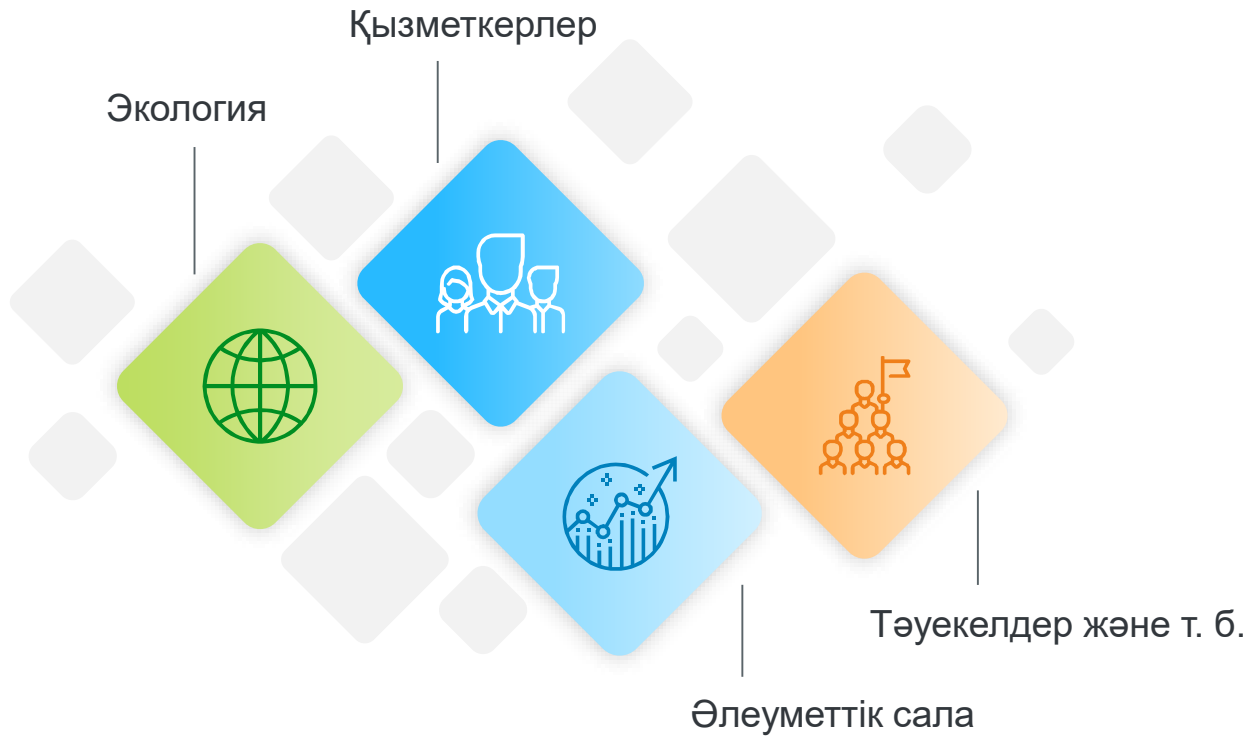 Қызметкерлер
Экология
Тәуекелдер және т. б.
Әлеуметтік сала